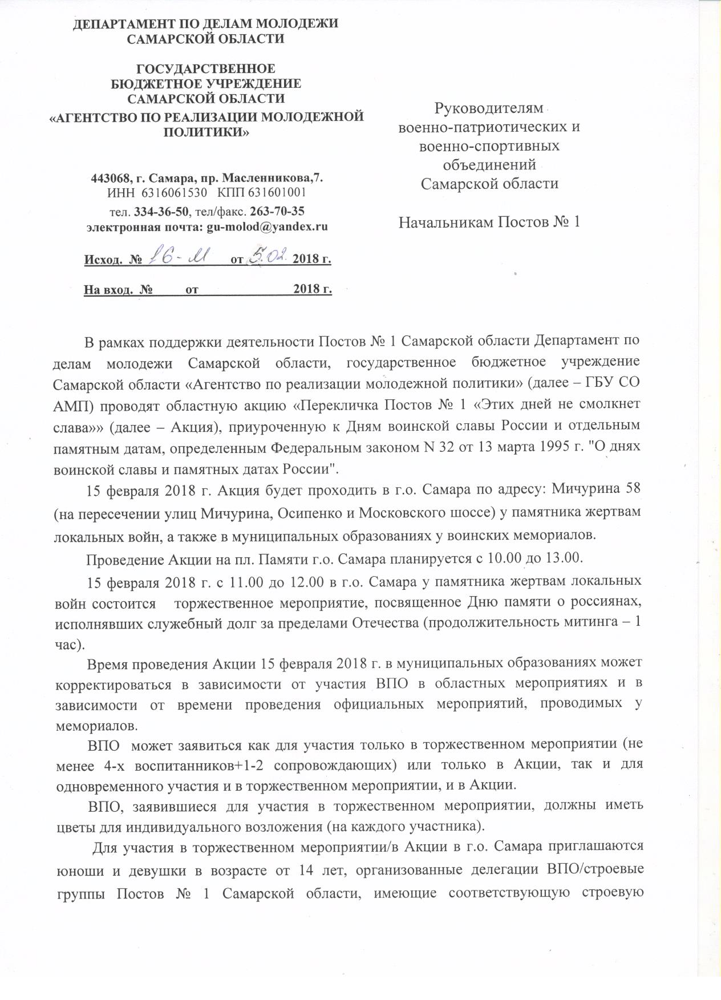 ДЕПАРТАМЕНТ ПО ДЕЛАМ МОЛОДЕЖИ
САМАРСКОЙ ОБЛАСТИ
ГОСУДАРСТВЕННОЕ
БЮДЖЕТНОЕ УЧРЕЖДЕНИЕ
САМАРСКОЙ ОБЛАСТИ
«АГЕНТСТВО ПО РЕАЛИЗАЦИИ МОЛОДЕЖНОЙ
ПОЛИТИКИ»
443068, г. Самара, пр. Масленникова,7.
ИНН 6316061530 КПП 631601001
тел. 334-36-50, тел/факс. 263-70-35
электронная почта: gu-molod@yandex.ru
Исход. № 16-М от 5.02. 2018 г.
На вход. № от 2018 г.
Руководителям
военно-патриотических и
военно-спортивных
объединений
Самарской области
Начальникам Постов № 1
В рамках поддержки деятельности Постов № 1 Самарской области Департамент по
делам молодежи Самарской области, государственное бюджетное учреждение
Самарской области «Агентство по реализации молодежной политики» (далее – ГБУ СО
АМП) проводят областную акцию «Перекличка Постов № 1 «Этих дней не смолкнет
слава»» (далее – Акция), приуроченную к Дням воинской славы России и отдельным
памятным датам, определенным Федеральным законом N 32 от 13 марта 1995 г. "О днях
воинской славы и памятных датах России".
15 февраля 2018 г. Акция будет проходить в г.о. Самара по адресу: Мичурина 58
(на пересечении улиц Мичурина, Осипенко и Московского шоссе) у памятника жертвам
локальных войн, а также в муниципальных образованиях у воинских мемориалов.
Проведение Акции на пл. Памяти г.о. Самара планируется с 10.00 до 13.00.
15 февраля 2018 г. с 11.00 до 12.00 в г.о. Самара у памятника жертвам локальных
войн состоится торжественное мероприятие, посвященное Дню памяти о россиянах,
исполнявших служебный долг за пределами Отечества (продолжительность митинга – 1
час).
Время проведения Акции 15 февраля 2018 г. в муниципальных образованиях может
корректироваться в зависимости от участия ВПО в областных мероприятиях и в
зависимости от времени проведения официальных мероприятий, проводимых у
мемориалов.
ВПО может заявиться как для участия только в торжественном мероприятии (не
менее 4-х воспитанников+1-2 сопровождающих) или только в Акции, так и для
одновременного участия и в торжественном мероприятии, и в Акции.
ВПО, заявившиеся для участия в торжественном мероприятии, должны иметь
цветы для индивидуального возложения (на каждого участника).
Для участия в торжественном мероприятии/в Акции в г.о. Самара приглашаются
юноши и девушки в возрасте от 14 лет, организованные делегации ВПО/строевые
группы Постов № 1 Самарской области, имеющие соответствующую строевую